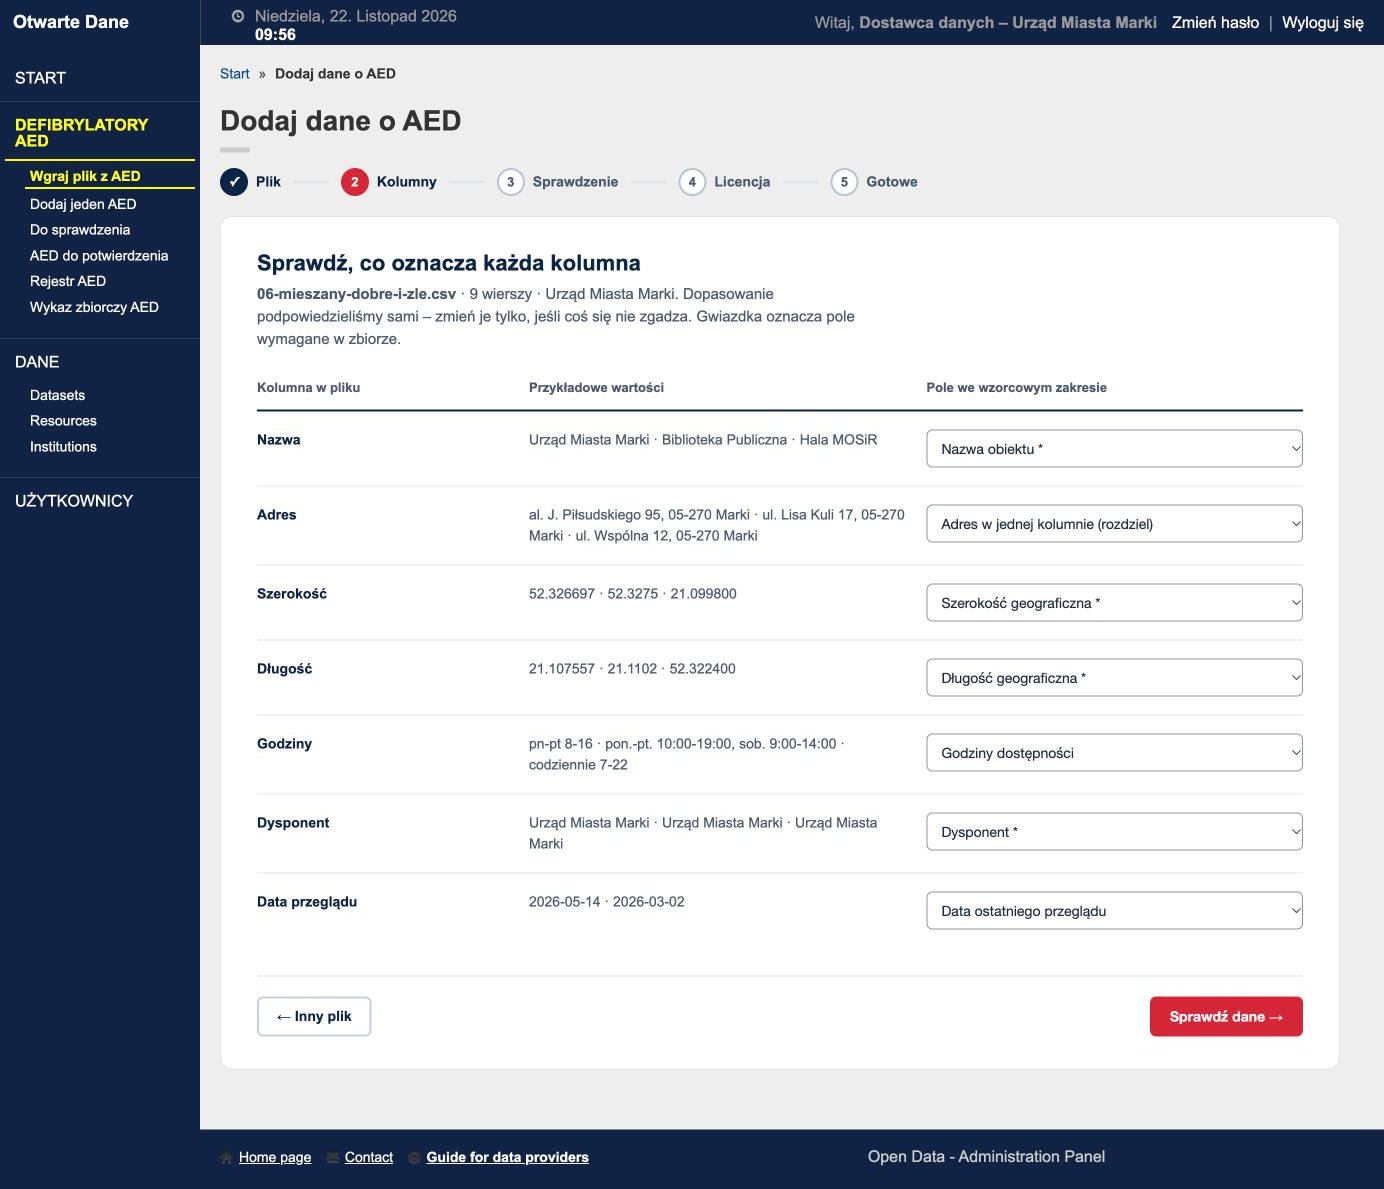 Otwarte Dane
Niedziela, 22. Listopad 2026
09:56
Witaj, Dostawca danych – Urząd Miasta Marki Zmień hasło | Wyloguj się
START
DEFIBRYLATORY
AED
Wgraj plik z AED
Dodaj jeden AED
Do sprawdzenia
AED do potwierdzenia
Rejestr AED
Wykaz zbiorczy AED
DANE
Datasets
Resources
Institutions
UŻYTKOWNICY
Start » Dodaj dane o AED
Dodaj dane o AED
✓ Plik 2 Kolumny 3 Sprawdzenie 4 Licencja 5 Gotowe
Sprawdź, co oznacza każda kolumna
06-mieszany-dobre-i-zle.csv · 9 wierszy · Urząd Miasta Marki. Dopasowanie
podpowiedzieliśmy sami – zmień je tylko, jeśli coś się nie zgadza. Gwiazdka oznacza pole
wymagane w zbiorze.
Kolumna w pliku Przykładowe wartości Pole we wzorcowym zakresie
Nazwa Urząd Miasta Marki · Biblioteka Publiczna · Hala MOSiR Nazwa obiektu *
Adres al. J. Piłsudskiego 95, 05-270 Marki · ul. Lisa Kuli 17, 05-270
Marki · ul. Wspólna 12, 05-270 Marki
Adres w jednej kolumnie (rozdziel)
Szerokość 52.326697 · 52.3275 · 21.099800 Szerokość geograficzna *
Długość 21.107557 · 21.1102 · 52.322400 Długość geograficzna *
Godziny pn-pt 8-16 · pon.-pt. 10:00-19:00, sob. 9:00-14:00 ·
codziennie 7-22
Godziny dostępności
Dysponent Urząd Miasta Marki · Urząd Miasta Marki · Urząd Miasta
Marki
Dysponent *
Data przeglądu 2026-05-14 · 2026-03-02 Data ostatniego przeglądu
← Inny plik Sprawdź dane →
Home page Contact Guide for data providers Open Data - Administration Panel